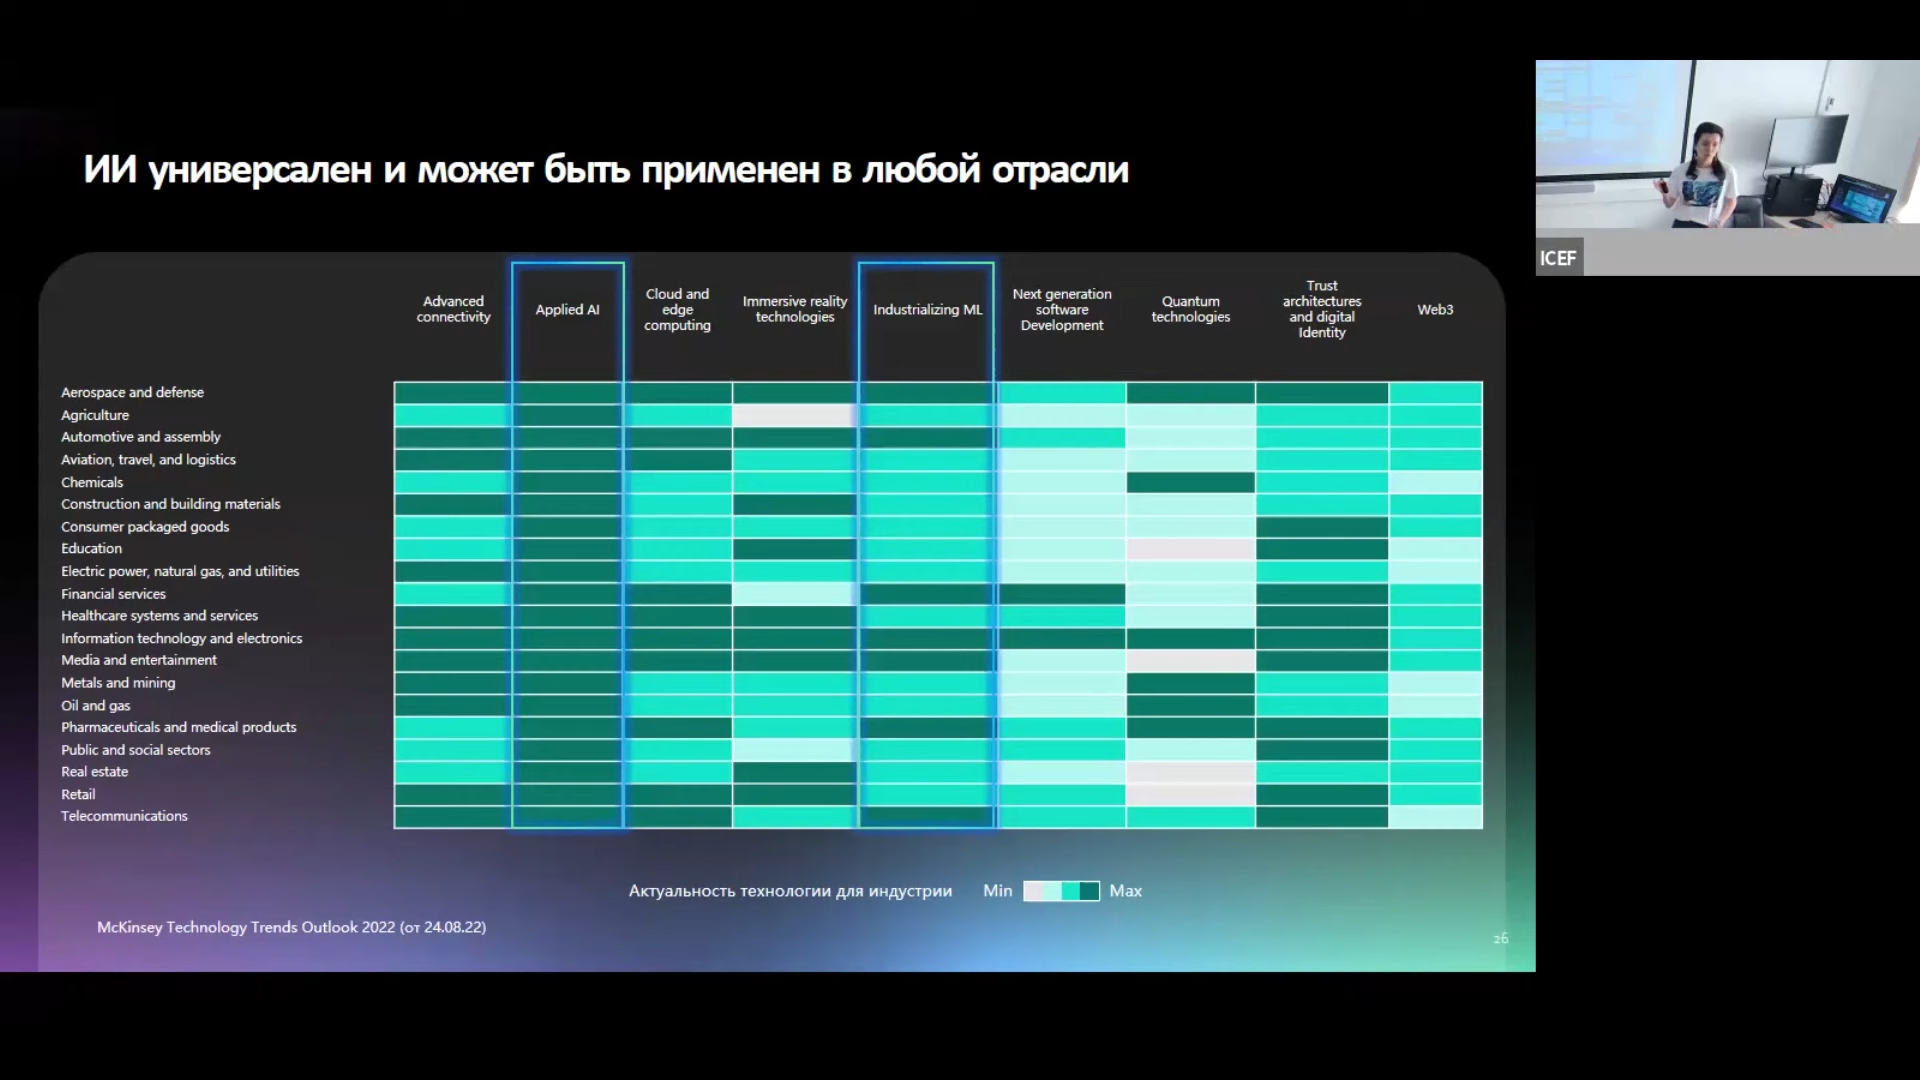 ИИ универсален и может быть применен в любой отрасли
ICEF
Advanced
connectivity
Applied AI
Cloud and
edge
computing
Immersive reality
technologies
Industrializing ML
Next generation
software
Development
Quantum
technologies
Trust
architectures
and digital
Identity
Web3
Aerospace and defense
Agriculture
Automotive and assembly
Aviation, travel, and logistics
Chemicals
Construction and building materials
Consumer packaged goods
Education
Electric power, natural gas, and utilities
Financial services
Healthcare systems and services
Information technology and electronics
Media and entertainment
Metals and mining
Oil and gas
Pharmaceuticals and medical products
Public and social sectors
Real estate
Retail
Telecommunications
Актуальность технологии для индустрии Min Max
McKinsey Technology Trends Outlook 2022 (от 24.08.22)
26